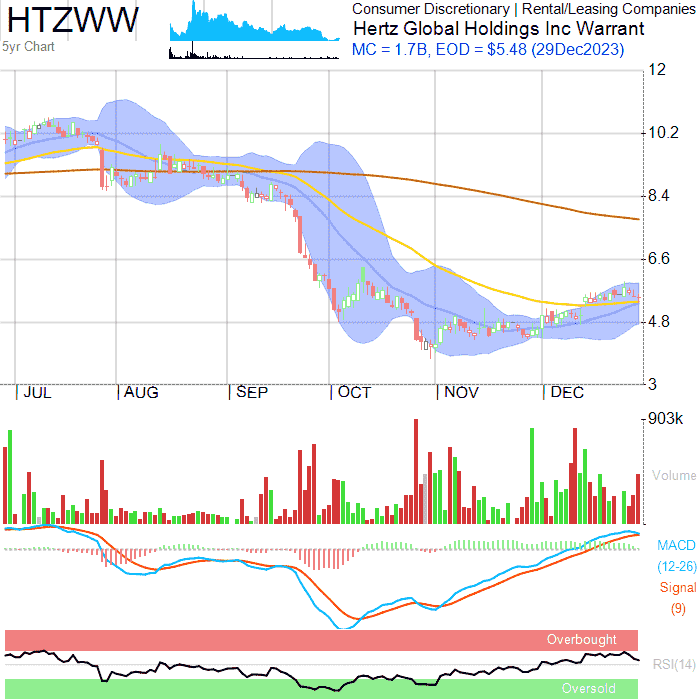 HTZWW
5yr Chart
Consumer Discretionary | Rental/Leasing Companies
Hertz Global Holdings Inc Warrant
MC = 1.7B, EOD = $5.48 (29Dec2023)
12
10.2
8.4
6.6
4.8
3
JUL AUG SEP OCT NOV DEC
903k
Volume
MACD
(12-26)
Signal
(9)
Overbought
RSI(14)
Oversold